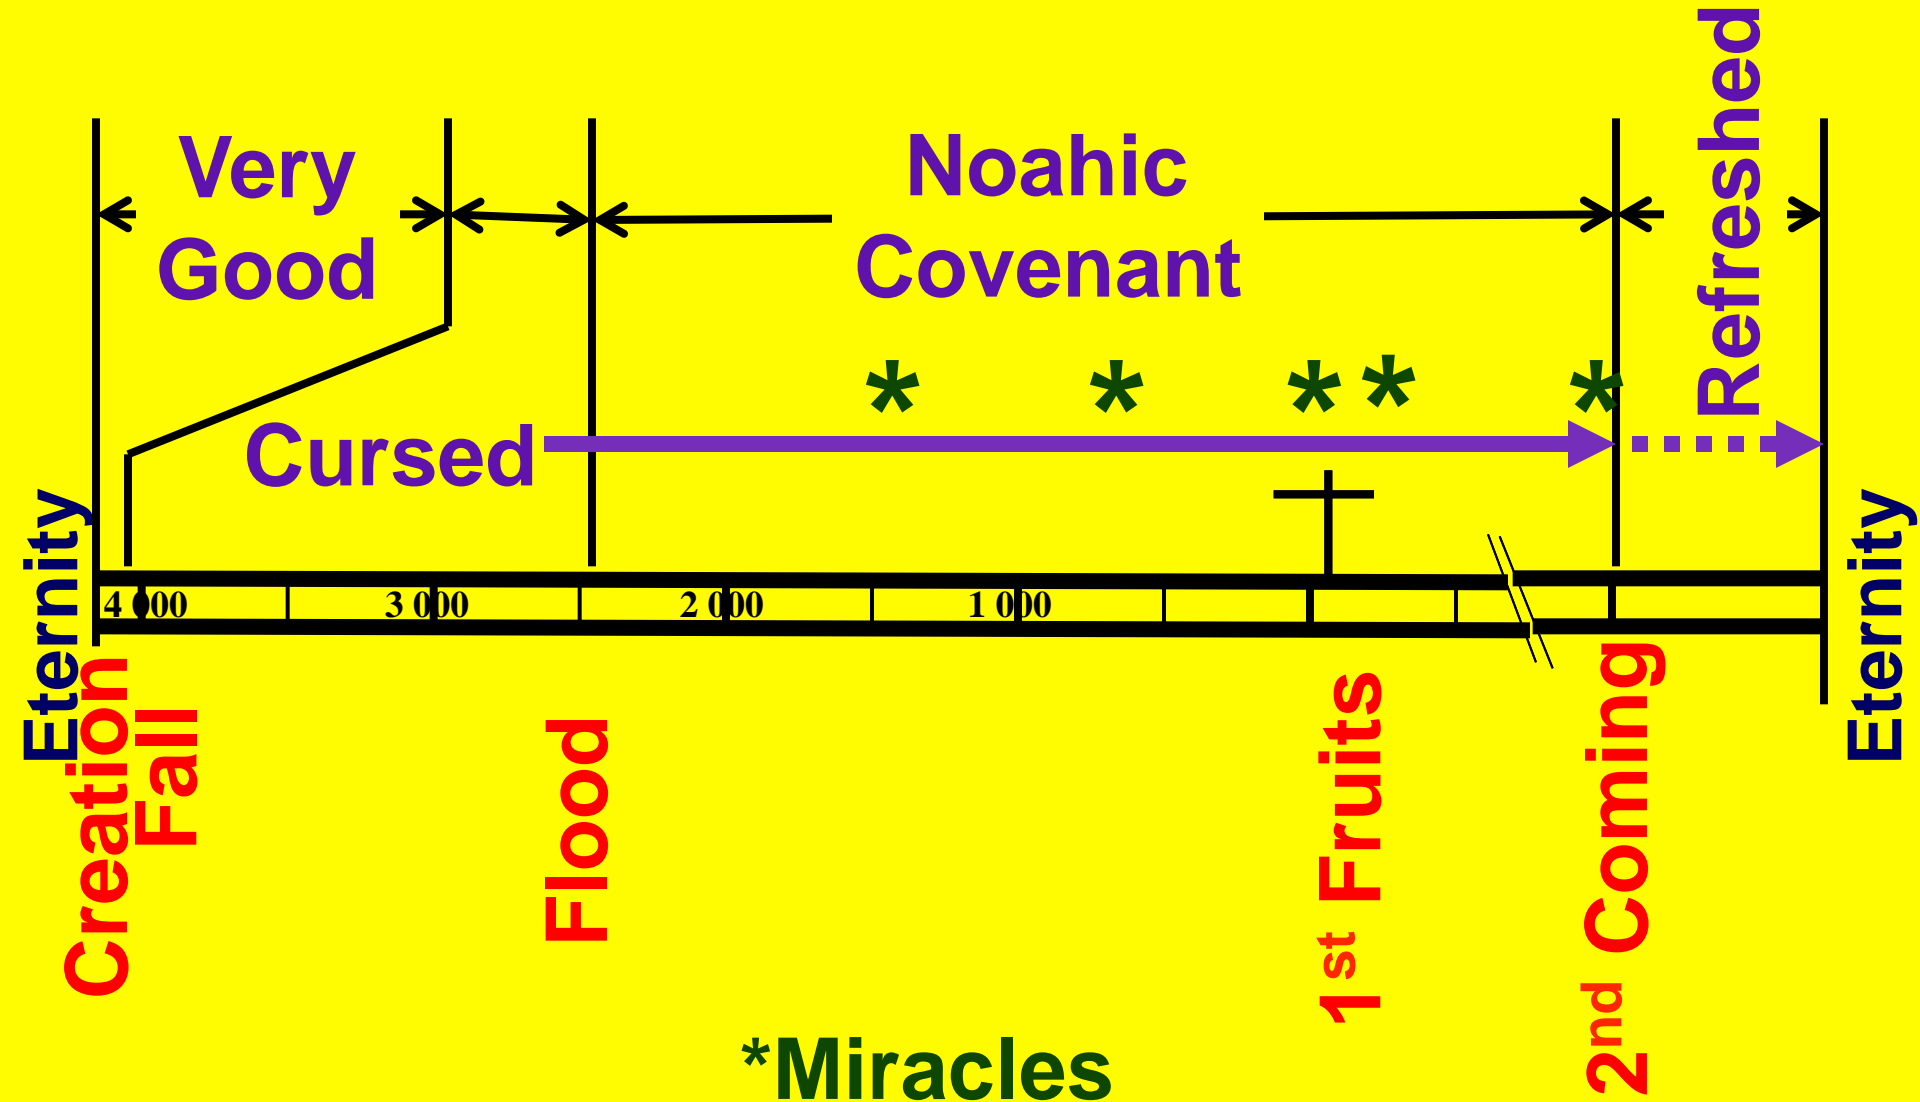 Very
Good
Noahic
Covenant
Refreshed
* * * * *
Cursed
Eternity
Eternity
4 000
3 000
2 000
1 000
Creation
Fall
Flood
1st Fruits
2nd Coming
*Miracles